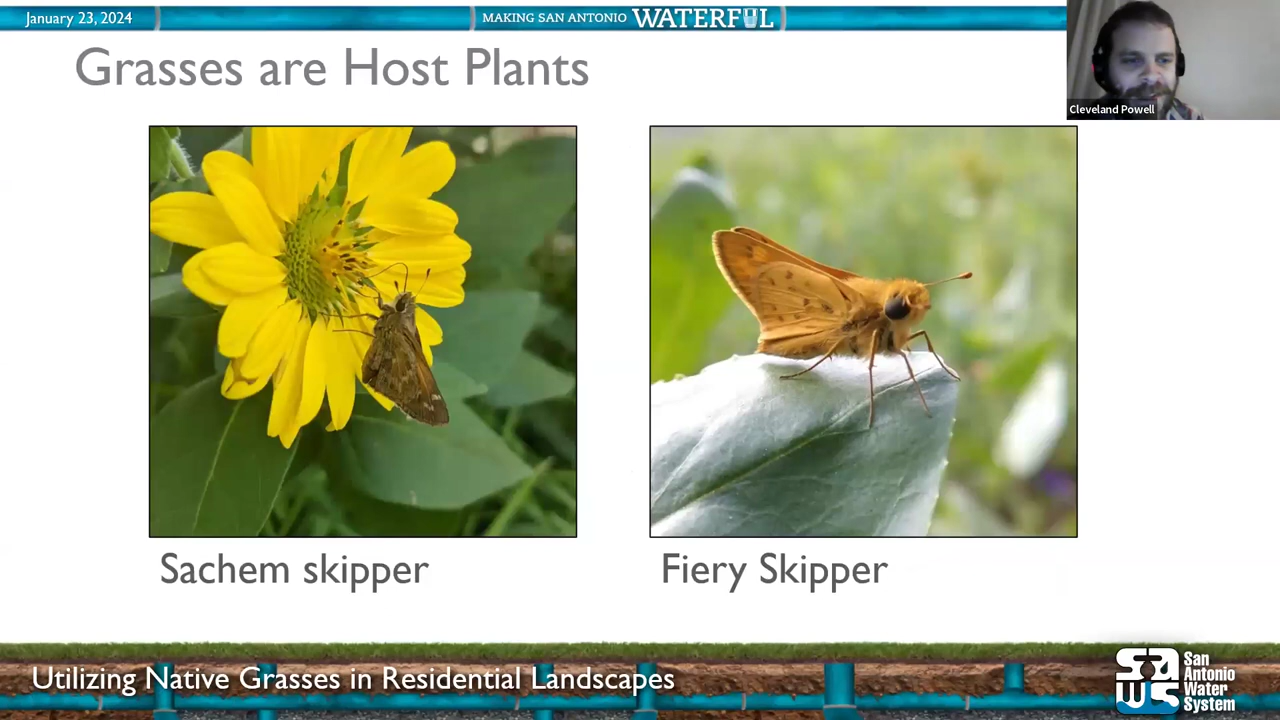 January 23, 2024
MAKING SAN ANTONIO WATERFUL
Cleveland Powell
Grasses are Host Plants
Sachem skipper
Fiery Skipper
Utilizing Native Grasses in Residential Landscapes
SAWS
San
Antonio
Water
System